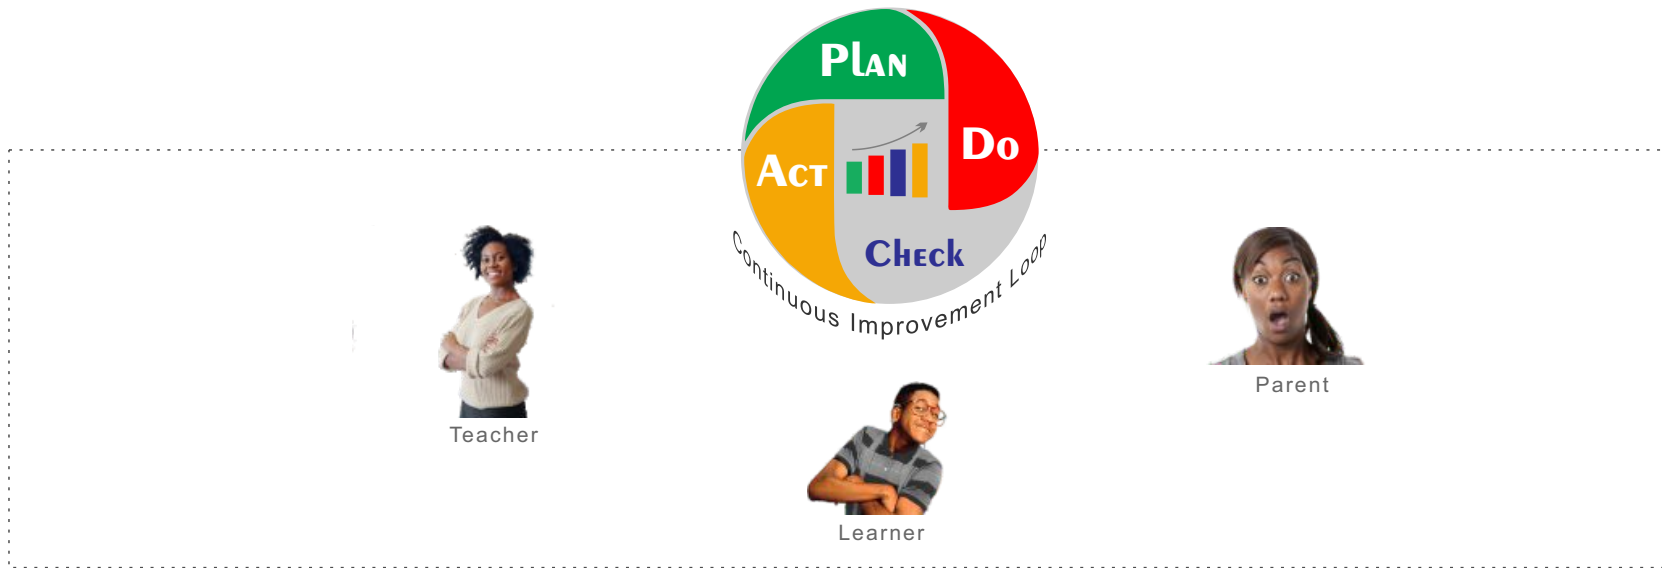 Plan
Do
Act
Check
Continuous Improvement Loop
Parent
Teacher
Learner